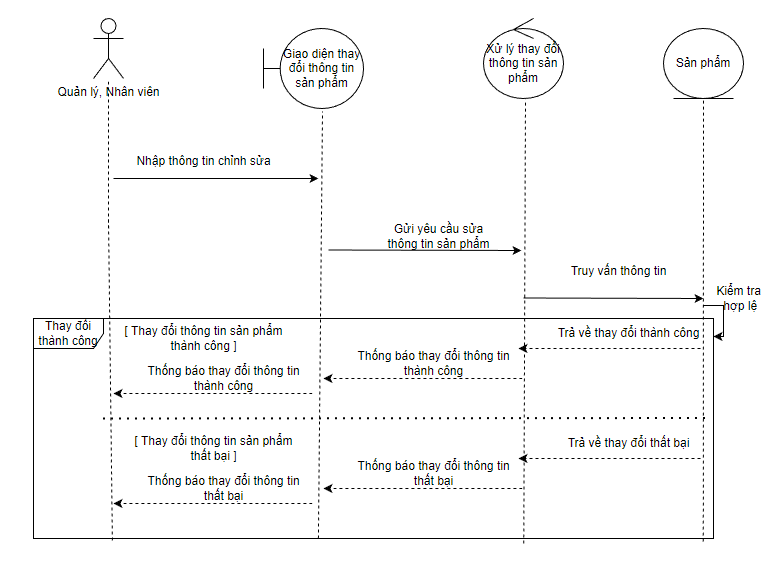 Quản lý, Nhân viên
Giao diện thay
đổi thông tin
sản phẩm
Xử lý thay đổi
thông tin sản
phẩm
Sản phẩm
Nhập thông tin chỉnh sửa
Gửi yêu cầu sửa
thông tin sản phẩm
Truy vấn thông tin
Kiểm tra
hợp lệ
Thay đổi
thành công
[ Thay đổi thông tin sản phẩm
thành công ]
Trả về thay đổi thành công
Thống báo thay đổi thông tin
thành công
Thống báo thay đổi thông tin
thành công
[ Thay đổi thông tin sản phẩm
thất bại ]
Trả về thay đổi thất bại
Thống báo thay đổi thông tin
thất bại
Thống báo thay đổi thông tin
thất bại